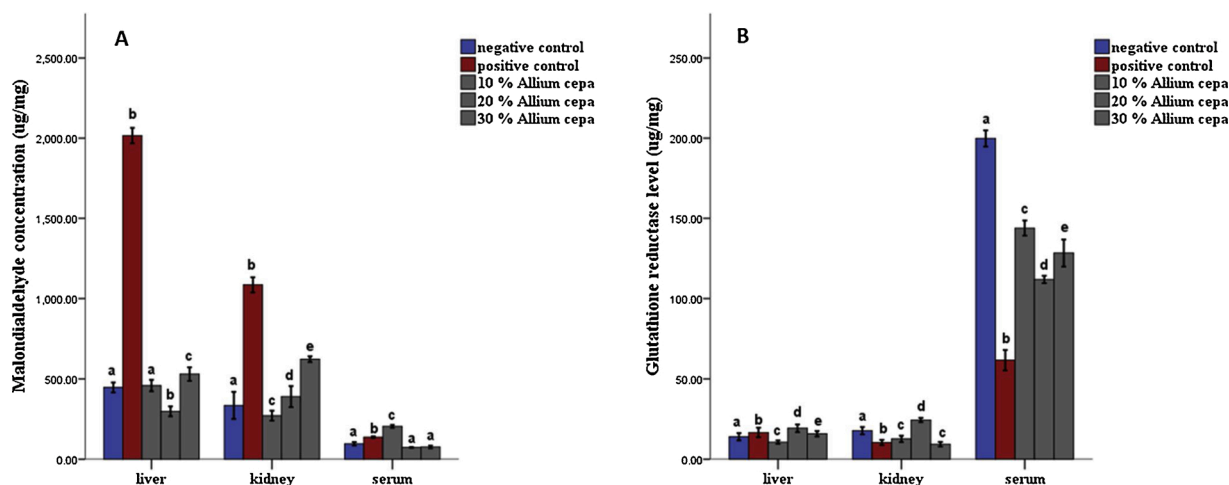 A
negative control
positive control
10 % Allium cepa
20 % Allium cepa
30 % Allium cepa
Malondialdehyde concentration (ug/mg)
2,500.00
2,000.00
1,500.00
1,000.00
500.00
0.00
a
b
a
b
c
a
b
c
d
e
a
b
c
a
a
liver
kidney
serum
B
negative control
positive control
10 % Allium cepa
20 % Allium cepa
30 % Allium cepa
Glutathione reductase level (ug/mg)
250.00
200.00
150.00
100.00
50.00
0.00
a
b
c
d
e
a
b
c
d
c
a
b
c
d
e
liver
kidney
serum